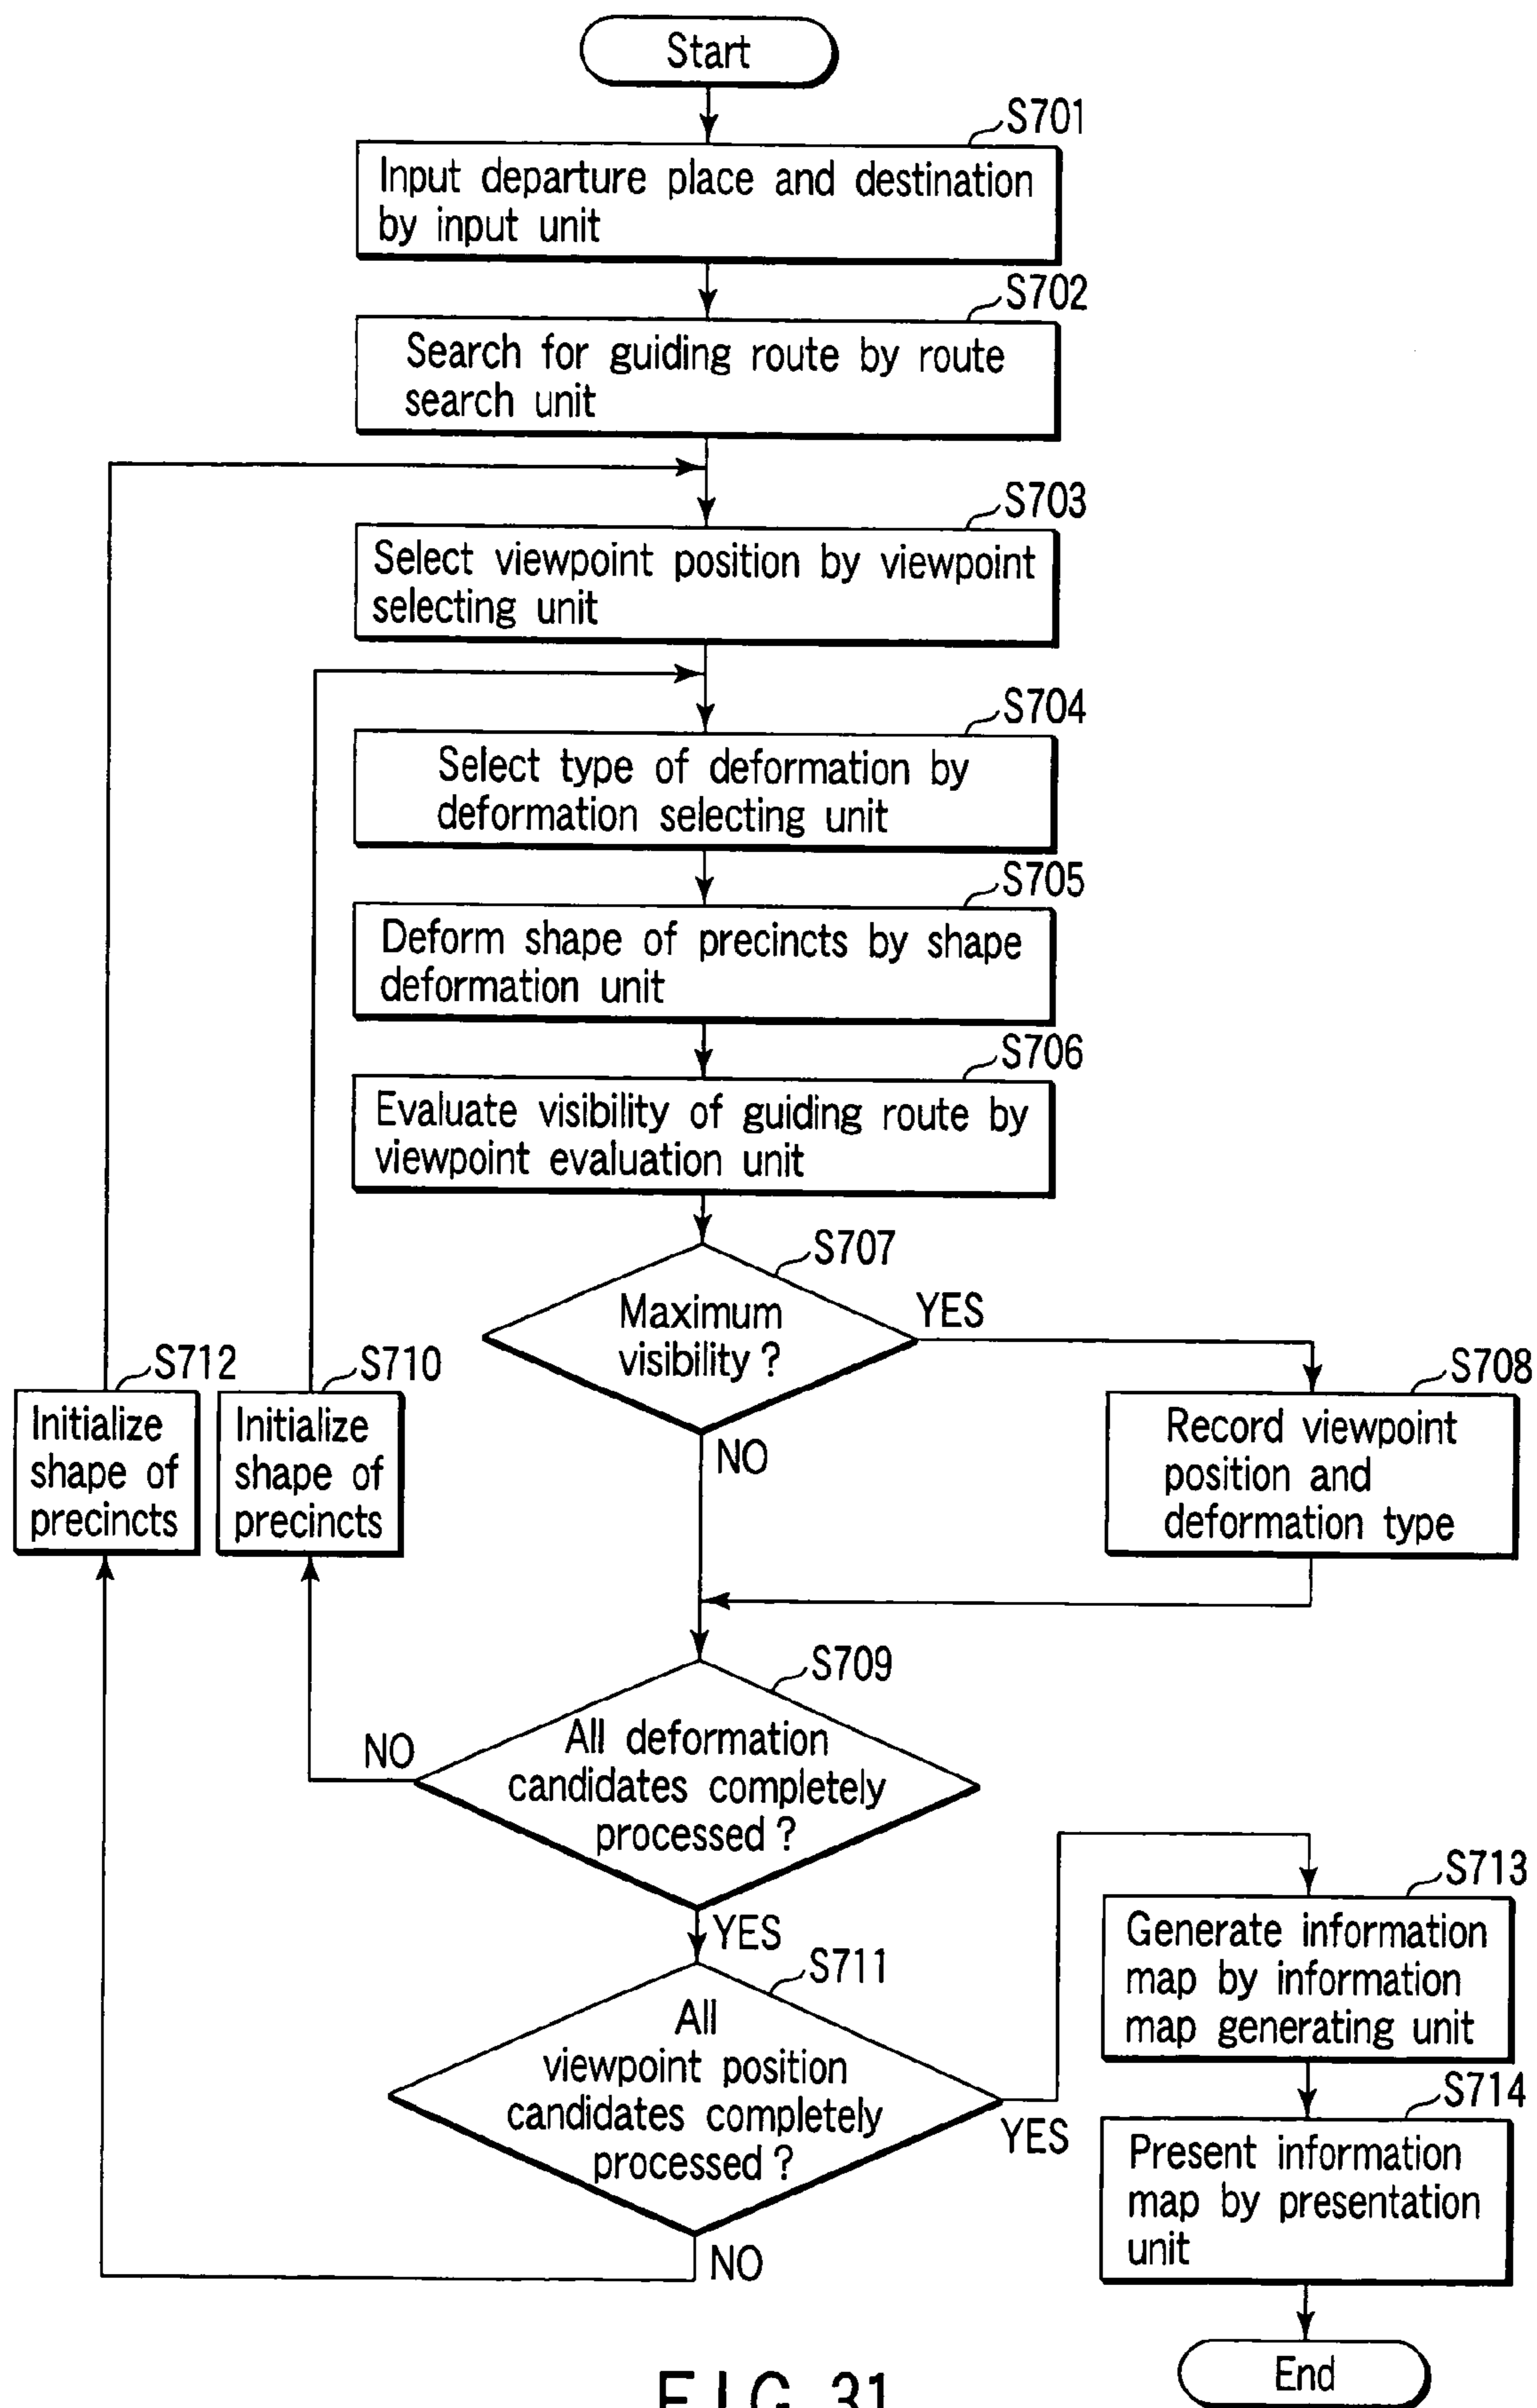 Start
S701
Input departure place and destination
by input unit
S702
Search for guiding route by route
search unit
S703
Select viewpoint position by viewpoint
selecting unit
S704
Select type of deformation by
deformation selecting unit
S705
Deform shape of precincts by shape
deformation unit
S706
Evaluate visibility of guiding route by
viewpoint evaluation unit
S707
Maximum
visibility?
YES
NO
S712
Initialize
shape of
precincts
S710
Initialize
shape of
precincts
S708
Record viewpoint
position and
deformation type
S709
All deformation
candidates completely
processed?
NO
YES
S711
All
viewpoint position
candidates completely
processed?
YES
NO
S713
Generate information
map by information
map generating unit
S714
Present information
map by presentation
unit
End
FIG. 31